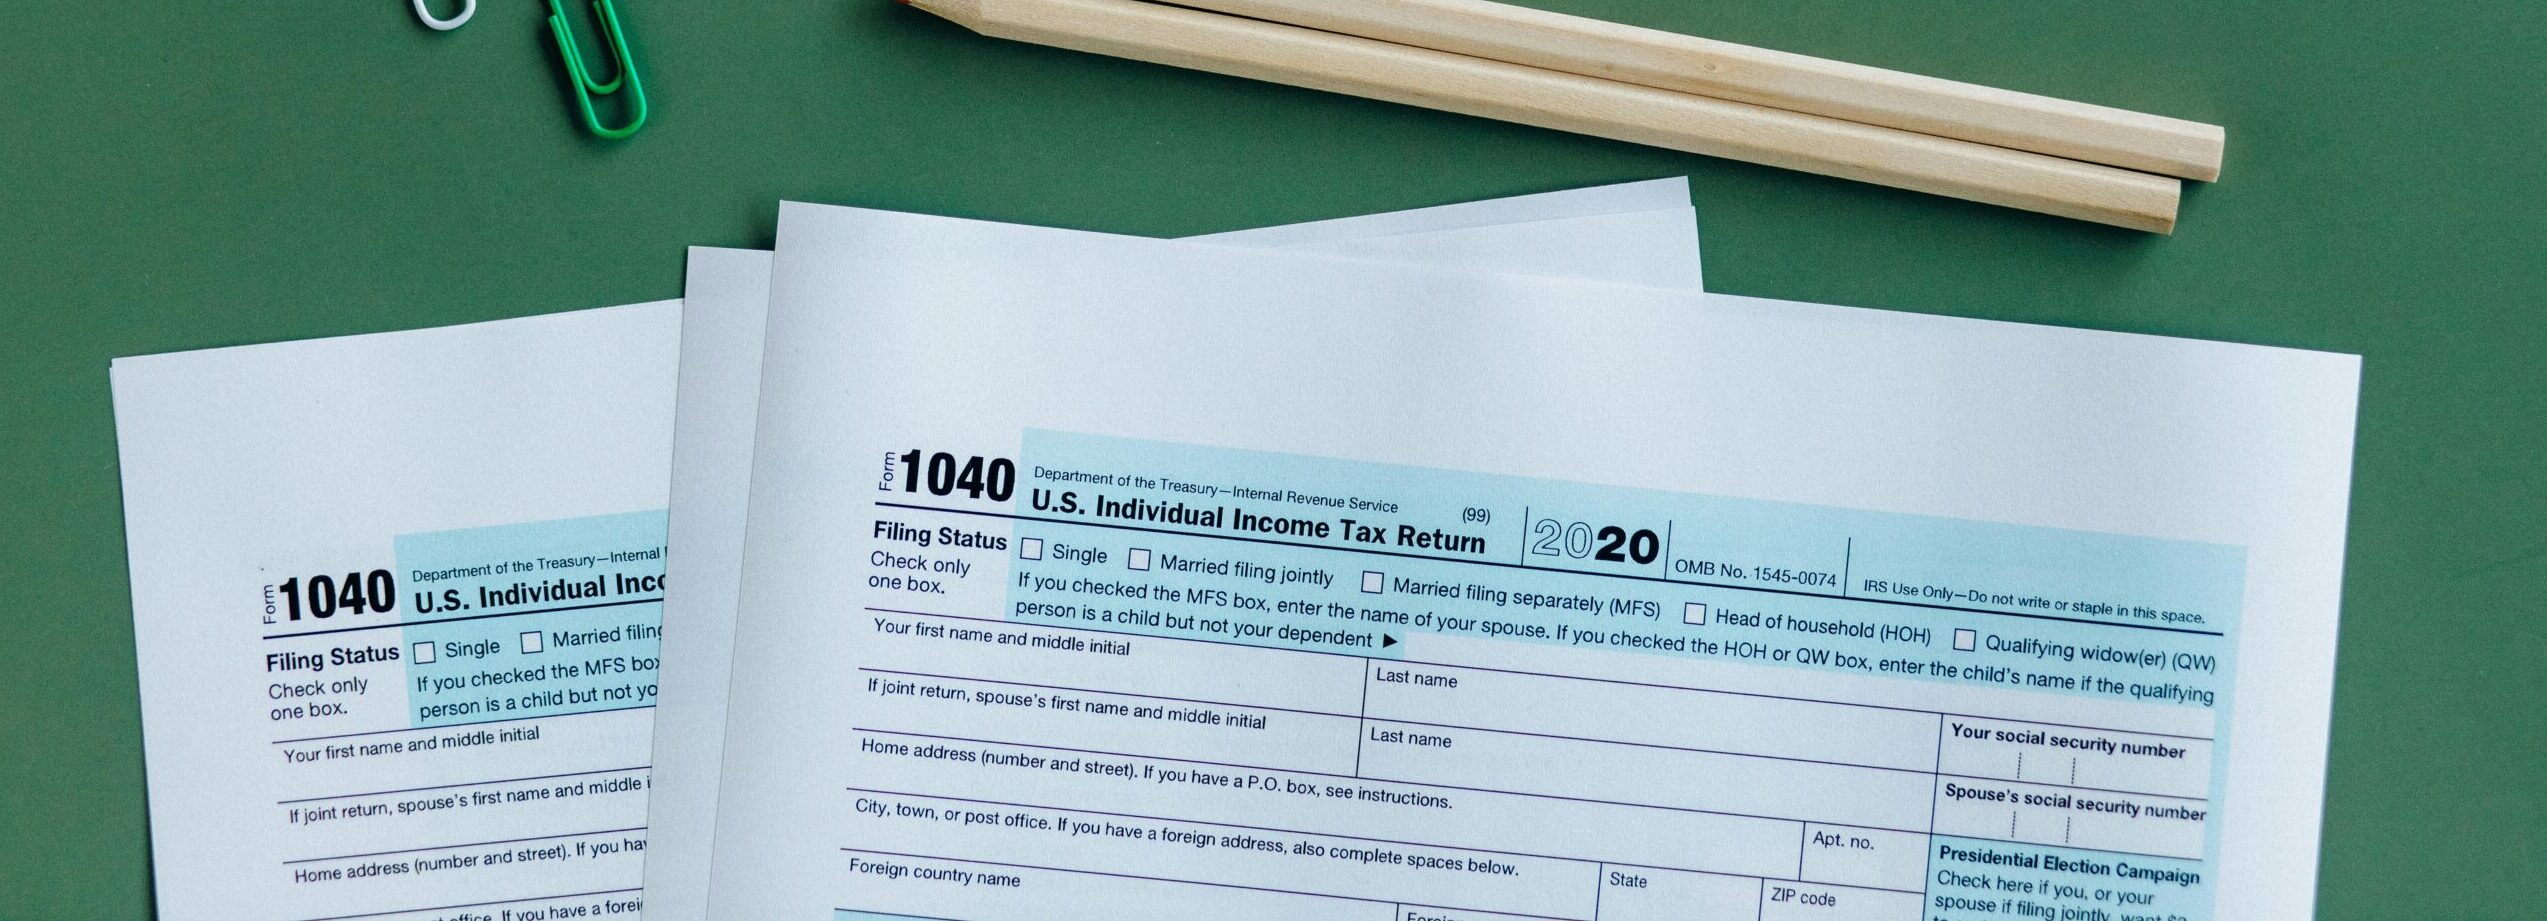 Form 1040
Department of the Treasury—Internal
U.S. Individual
Filing Status
Check only
one box.
Single
Married filing
If you checked the MFS box
person is a child but not
Your first name and middle initial
If joint return, spouse's first name and middle
Home address (number and street). If you
If you have a
Form 1040
Department of the Treasury—Internal Revenue Service
(99)
U.S. Individual Income Tax Return
2020
OMB No. 1545-0074
IRS Use Only—Do not write or staple in this space.
Filing Status
Check only
one box.
Single
Married filing jointly
Married filing separately (MFS)
Head of household (HOH)
Qualifying widow(er) (QW)
If you checked the MFS box, enter the name of your spouse. If you checked the HOH or QW box, enter the child's name if the qualifying
person is a child but not your dependent ▶
Your first name and middle initial
Last name
Your social security number
If joint return, spouse's first name and middle initial
Last name
Spouse's social security number
Home address (number and street). If you have a P.O. box, see instructions.
Apt. no.
Presidential Election Campaign
Check here if you, or your
spouse if filing jointly, want
City, town, or post office. If you have a foreign address, also complete spaces below.
State
ZIP code
Foreign country name